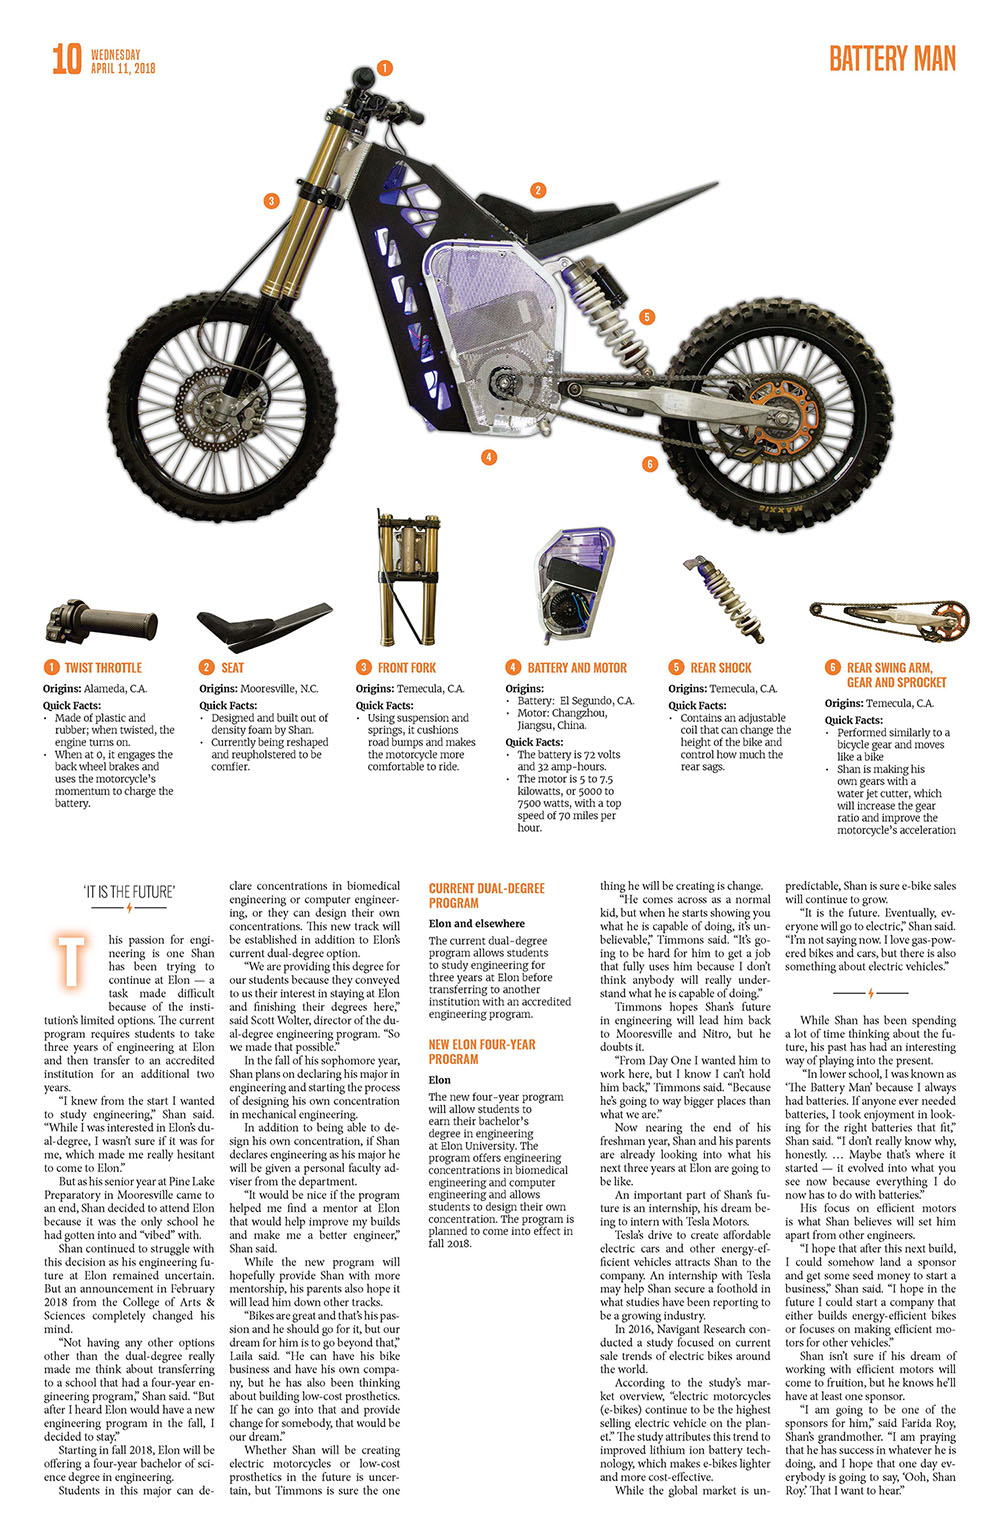 10
WEDNESDAY
APRIL 11, 2018
BATTERY MAN
1
2
3
5
4
6
1 TWIST THROTTLE
Origins: Alameda, C.A.
Quick Facts:
• Made of plastic and
rubber; when twisted, the
engine turns on.
• When at 0, it engages the
back wheel brakes and
uses the motorcycle's
momentum to charge the
battery.
2 SEAT
Origins: Mooresville, N.C.
Quick Facts:
• Designed and built out of
density foam by Shan.
• Currently being reshaped
and reupholstered to be
comfier.
3 FRONT FORK
Origins: Temecula, C.A.
Quick Facts:
• Using suspension and
springs, it cushions
road bumps and makes
the motorcycle more
comfortable to ride.
4 BATTERY AND MOTOR
Origins:
• Battery: El Segundo, C.A.
• Motor: Changzhou,
Jiangsu, China.
Quick Facts:
• The battery is 72 volts
and 32 amp-hours.
• The motor is 5 to 7.5
kilowatts, or 5000 to
7500 watts, with a top
speed of 70 miles per
hour.
5 REAR SHOCK
Origins: Temecula, C.A.
Quick Facts:
• Contains an adjustable
coil that can change the
height of the bike and
control how much the
rear sags.
6 REAR SWING ARM,
GEAR AND SPROCKET
Origins: Temecula, C.A.
Quick Facts:
• Performed similarly to a
bicycle gear and moves
like a bike
• Shan is making his
own gears with a
water jet cutter, which
will increase the gear
ratio and improve the
motorcycle's acceleration
MAXXIS
'IT IS THE FUTURE'
This passion for engi-
neering is one Shan
has been trying to
continue at Elon — a
task made difficult
because of the insti-
tution's limited options. The current
program requires students to take
three years of engineering at Elon
and then transfer to an accredited
institution for an additional two
years.
"I knew from the start I wanted
to study engineering," Shan said.
"While I was interested in Elon's du-
al-degree, I wasn't sure if it was for
me, which made me really hesitant
to come to Elon."
But as his senior year at Pine Lake
Preparatory in Mooresville came to
an end, Shan decided to attend Elon
because it was the only school he
had gotten into and "vibed" with.
Shan continued to struggle with
this decision as his engineering fu-
ture at Elon remained uncertain.
But an announcement in February
2018 from the College of Arts &
Sciences completely changed his
mind.
"Not having any other options
other than the dual-degree really
made me think about transferring
to a school that had a four-year en-
gineering program," Shan said. "But
after I heard Elon would have a new
engineering program in the fall, I
decided to stay."
Starting in fall 2018, Elon will be
offering a four-year bachelor of sci-
ence degree in engineering.
Students in this major can de-
clare concentrations in biomedical
engineering or computer engineer-
ing, or they can design their own
concentrations. This new track will
be established in addition to Elon's
current dual-degree option.
"We are providing this degree for
our students because they conveyed
to us their interest in staying at Elon
and finishing their degrees here,"
said Scott Wolter, director of the du-
al-degree engineering program. "So
we made that possible."
In the fall of his sophomore year,
Shan plans on declaring his major in
engineering and starting the process
of designing his own concentration
in mechanical engineering.
In addition to being able to de-
sign his own concentration, if Shan
declares engineering as his major he
will be given a personal faculty ad-
viser from the department.
"It would be nice if the program
helped me find a mentor at Elon
that would help improve my builds
and make me a better engineer,"
Shan said.
While the new program will
hopefully provide Shan with more
mentorship, his parents also hope it
will lead him down other tracks.
"Bikes are great and that's his pas-
sion and he should go for it, but our
dream for him is to go beyond that,"
Laila said. "He can have his bike
business and have his own compa-
ny, but he has also been thinking
about building low-cost prosthetics.
If he can go into that and provide
change for somebody, that would be
our dream."
Whether Shan will be creating
electric motorcycles or low-cost
prosthetics in the future is uncer-
tain, but Timmons is sure the one
CURRENT DUAL-DEGREE
PROGRAM
Elon and elsewhere
The current dual-degree
program allows students
to study engineering for
three years at Elon before
transferring to another
institution with an accredited
engineering program.
NEW ELON FOUR-YEAR
PROGRAM
Elon
The new four-year program
will allow students to
earn their bachelor's
degree in engineering
at Elon University. The
program offers engineering
concentrations in biomedical
engineering and computer
engineering and allows
students to design their own
concentration. The program is
planned to come into effect in
fall 2018.
thing he will be creating is change.
"He comes across as a normal
kid, but when he starts showing you
what he is capable of doing, it's un-
believable," Timmons said. "It's go-
ing to be hard for him to get a job
that fully uses him because I don't
think anybody will really under-
stand what he is capable of doing."
Timmons hopes Shan's future
in engineering will lead him back
to Mooresville and Nitro, but he
doubts it.
"From Day One I wanted him to
work here, but I know I can't hold
him back," Timmons said. "Because
he's going to way bigger places than
what we are."
Now nearing the end of his
freshman year, Shan and his parents
are already looking into what his
next three years at Elon are going to
be like.
An important part of Shan's fu-
ture is an internship, his dream be-
ing to intern with Tesla Motors.
Tesla's drive to create affordable
electric cars and other energy-ef-
ficient vehicles attracts Shan to the
company. An internship with Tesla
may help Shan secure a foothold in
what studies have been reporting to
be a growing industry.
In 2016, Navigant Research con-
ducted a study focused on current
sale trends of electric bikes around
the world.
According to the study's mar-
ket overview, "electric motorcycles
(e-bikes) continue to be the highest
selling electric vehicle on the plan-
et." The study attributes this trend to
improved lithium ion battery tech-
nology, which makes e-bikes lighter
and more cost-effective.
While the global market is un-
predictable, Shan is sure e-bike sales
will continue to grow.
"It is the future. Eventually, ev-
eryone will go to electric," Shan said.
"I'm not saying now. I love gas-pow-
ered bikes and cars, but there is also
something about electric vehicles."
While Shan has been spending
a lot of time thinking about the fu-
ture, his past has had an interesting
way of playing into the present.
"In lower school, I was known as
'The Battery Man' because I always
had batteries. If anyone ever needed
batteries, I took enjoyment in look-
ing for the right batteries that fit,"
Shan said. "I don't really know why,
honestly. … Maybe that's where it
started — it evolved into what you
see now because everything I do
now has to do with batteries."
His focus on efficient motors
is what Shan believes will set him
apart from other engineers.
"I hope that after this next build,
I could somehow land a sponsor
and get some seed money to start a
business," Shan said. "I hope in the
future I could start a company that
either builds energy-efficient bikes
or focuses on making efficient mo-
tors for other vehicles."
Shan isn't sure if his dream of
working with efficient motors will
come to fruition, but he knows he'll
have at least one sponsor.
"I am going to be one of the
sponsors for him," said Farida Roy,
Shan's grandmother. "I am praying
that he has success in whatever he is
doing, and I hope that one day ev-
erybody is going to say, 'Ooh, Shan
Roy.' That I want to hear."